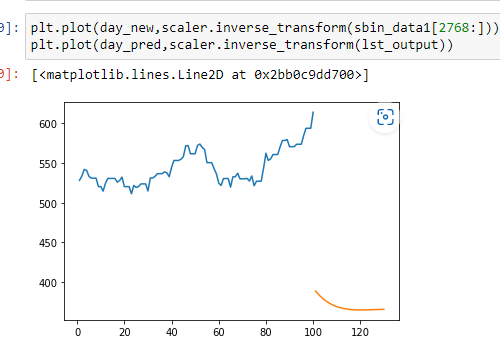 0]: plt.plot(day_new,scaler.inverse_transform(sbin_data1[2768:]))
plt.plot(day_pred,scaler.inverse_transform(lst_output))
0]: [<matplotlib.lines.Line2D at 0x2bb0c9dd700>]
600
550
500
450
400
0 20 40 60 80 100 120